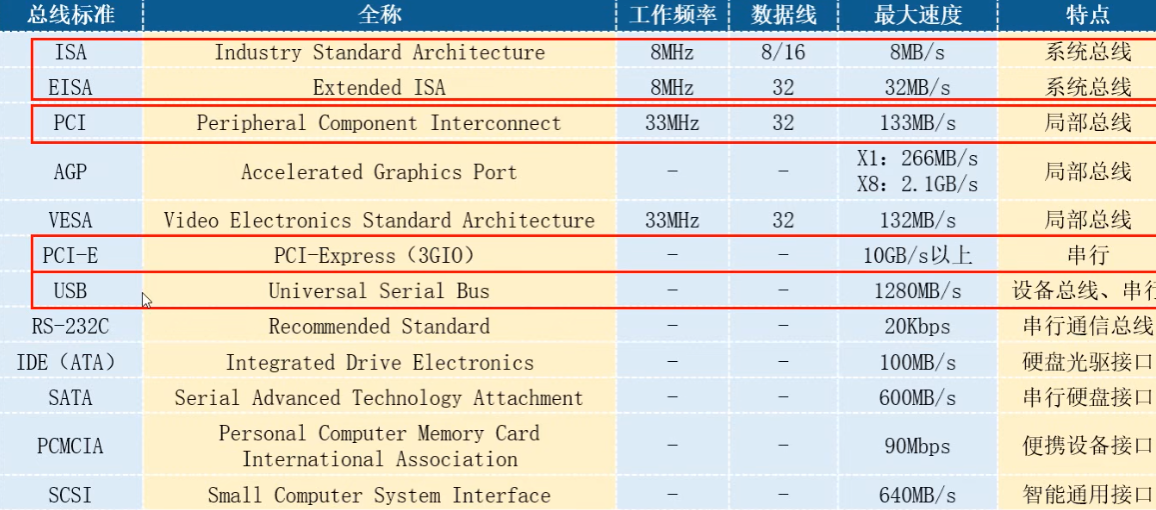 总线标准 全称 工作频率 数据线 最大速度 特点
ISA Industry Standard Architecture 8MHz 8/16 8MB/s 系统总线
EISA Extended ISA 8MHz 32 32MB/s 系统总线
PCI Peripheral Component Interconnect 33MHz 32 133MB/s 局部总线
AGP Accelerated Graphics Port - - X1: 266MB/s 局部总线
X8: 2.1GB/s
VESA Video Electronics Standard Architecture 33MHz 32 132MB/s 局部总线
PCI-E PCI-Express（3GIO） - - 10GB/s以上 串行
USB Universal Serial Bus - - 1280MB/s 设备总线、串行
RS-232C Recommended Standard - - 20Kbps 串行通信总线
IDE（ATA） Integrated Drive Electronics - - 100MB/s 硬盘光驱接口
SATA Serial Advanced Technology Attachment - - 600MB/s 串行硬盘接口
PCMCIA Personal Computer Memory Card - - 90Mbps 便携设备接口
International Association
SCSI Small Computer System Interface - - 640MB/s 智能通用接口